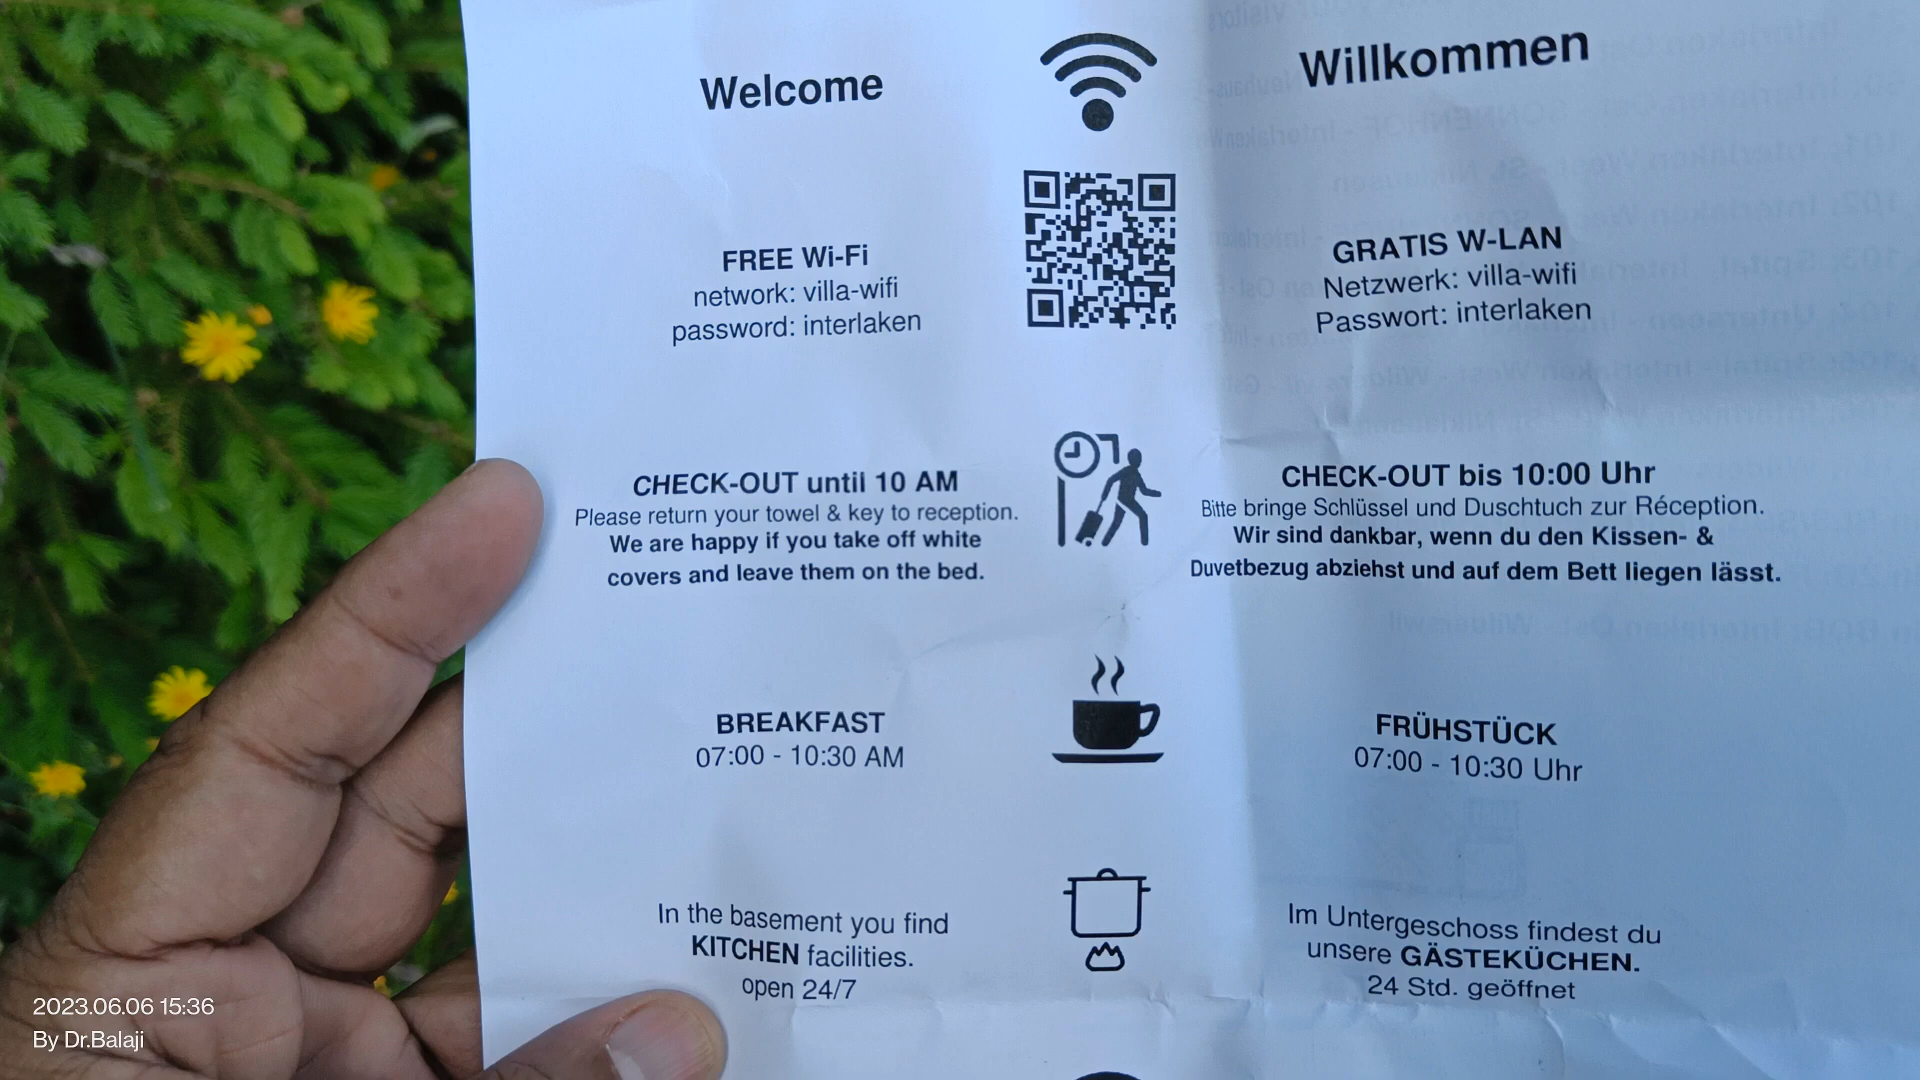 Welcome
Willkommen
FREE Wi-Fi
network: villa-wifi
password: interlaken
GRATIS W-LAN
Netzwerk: villa-wifi
Passwort: interlaken
CHECK-OUT until 10 AM
Please return your towel & key to reception.
We are happy if you take off white
covers and leave them on the bed.
CHECK-OUT bis 10:00 Uhr
Bitte bringe Schlüssel und Duschtuch zur Réception.
Wir sind dankbar, wenn du den Kissen- &
Duvetbezug abziehst und auf dem Bett liegen lässt.
BREAKFAST
07:00 - 10:30 AM
FRÜHSTÜCK
07:00 - 10:30 Uhr
In the basement you find
KITCHEN facilities.
open 24/7
Im Untergeschoss findest du
unsere GÄSTEKÜCHEN.
24 Std. geöffnet
2023.06.06 15:36
By Dr.Balaji